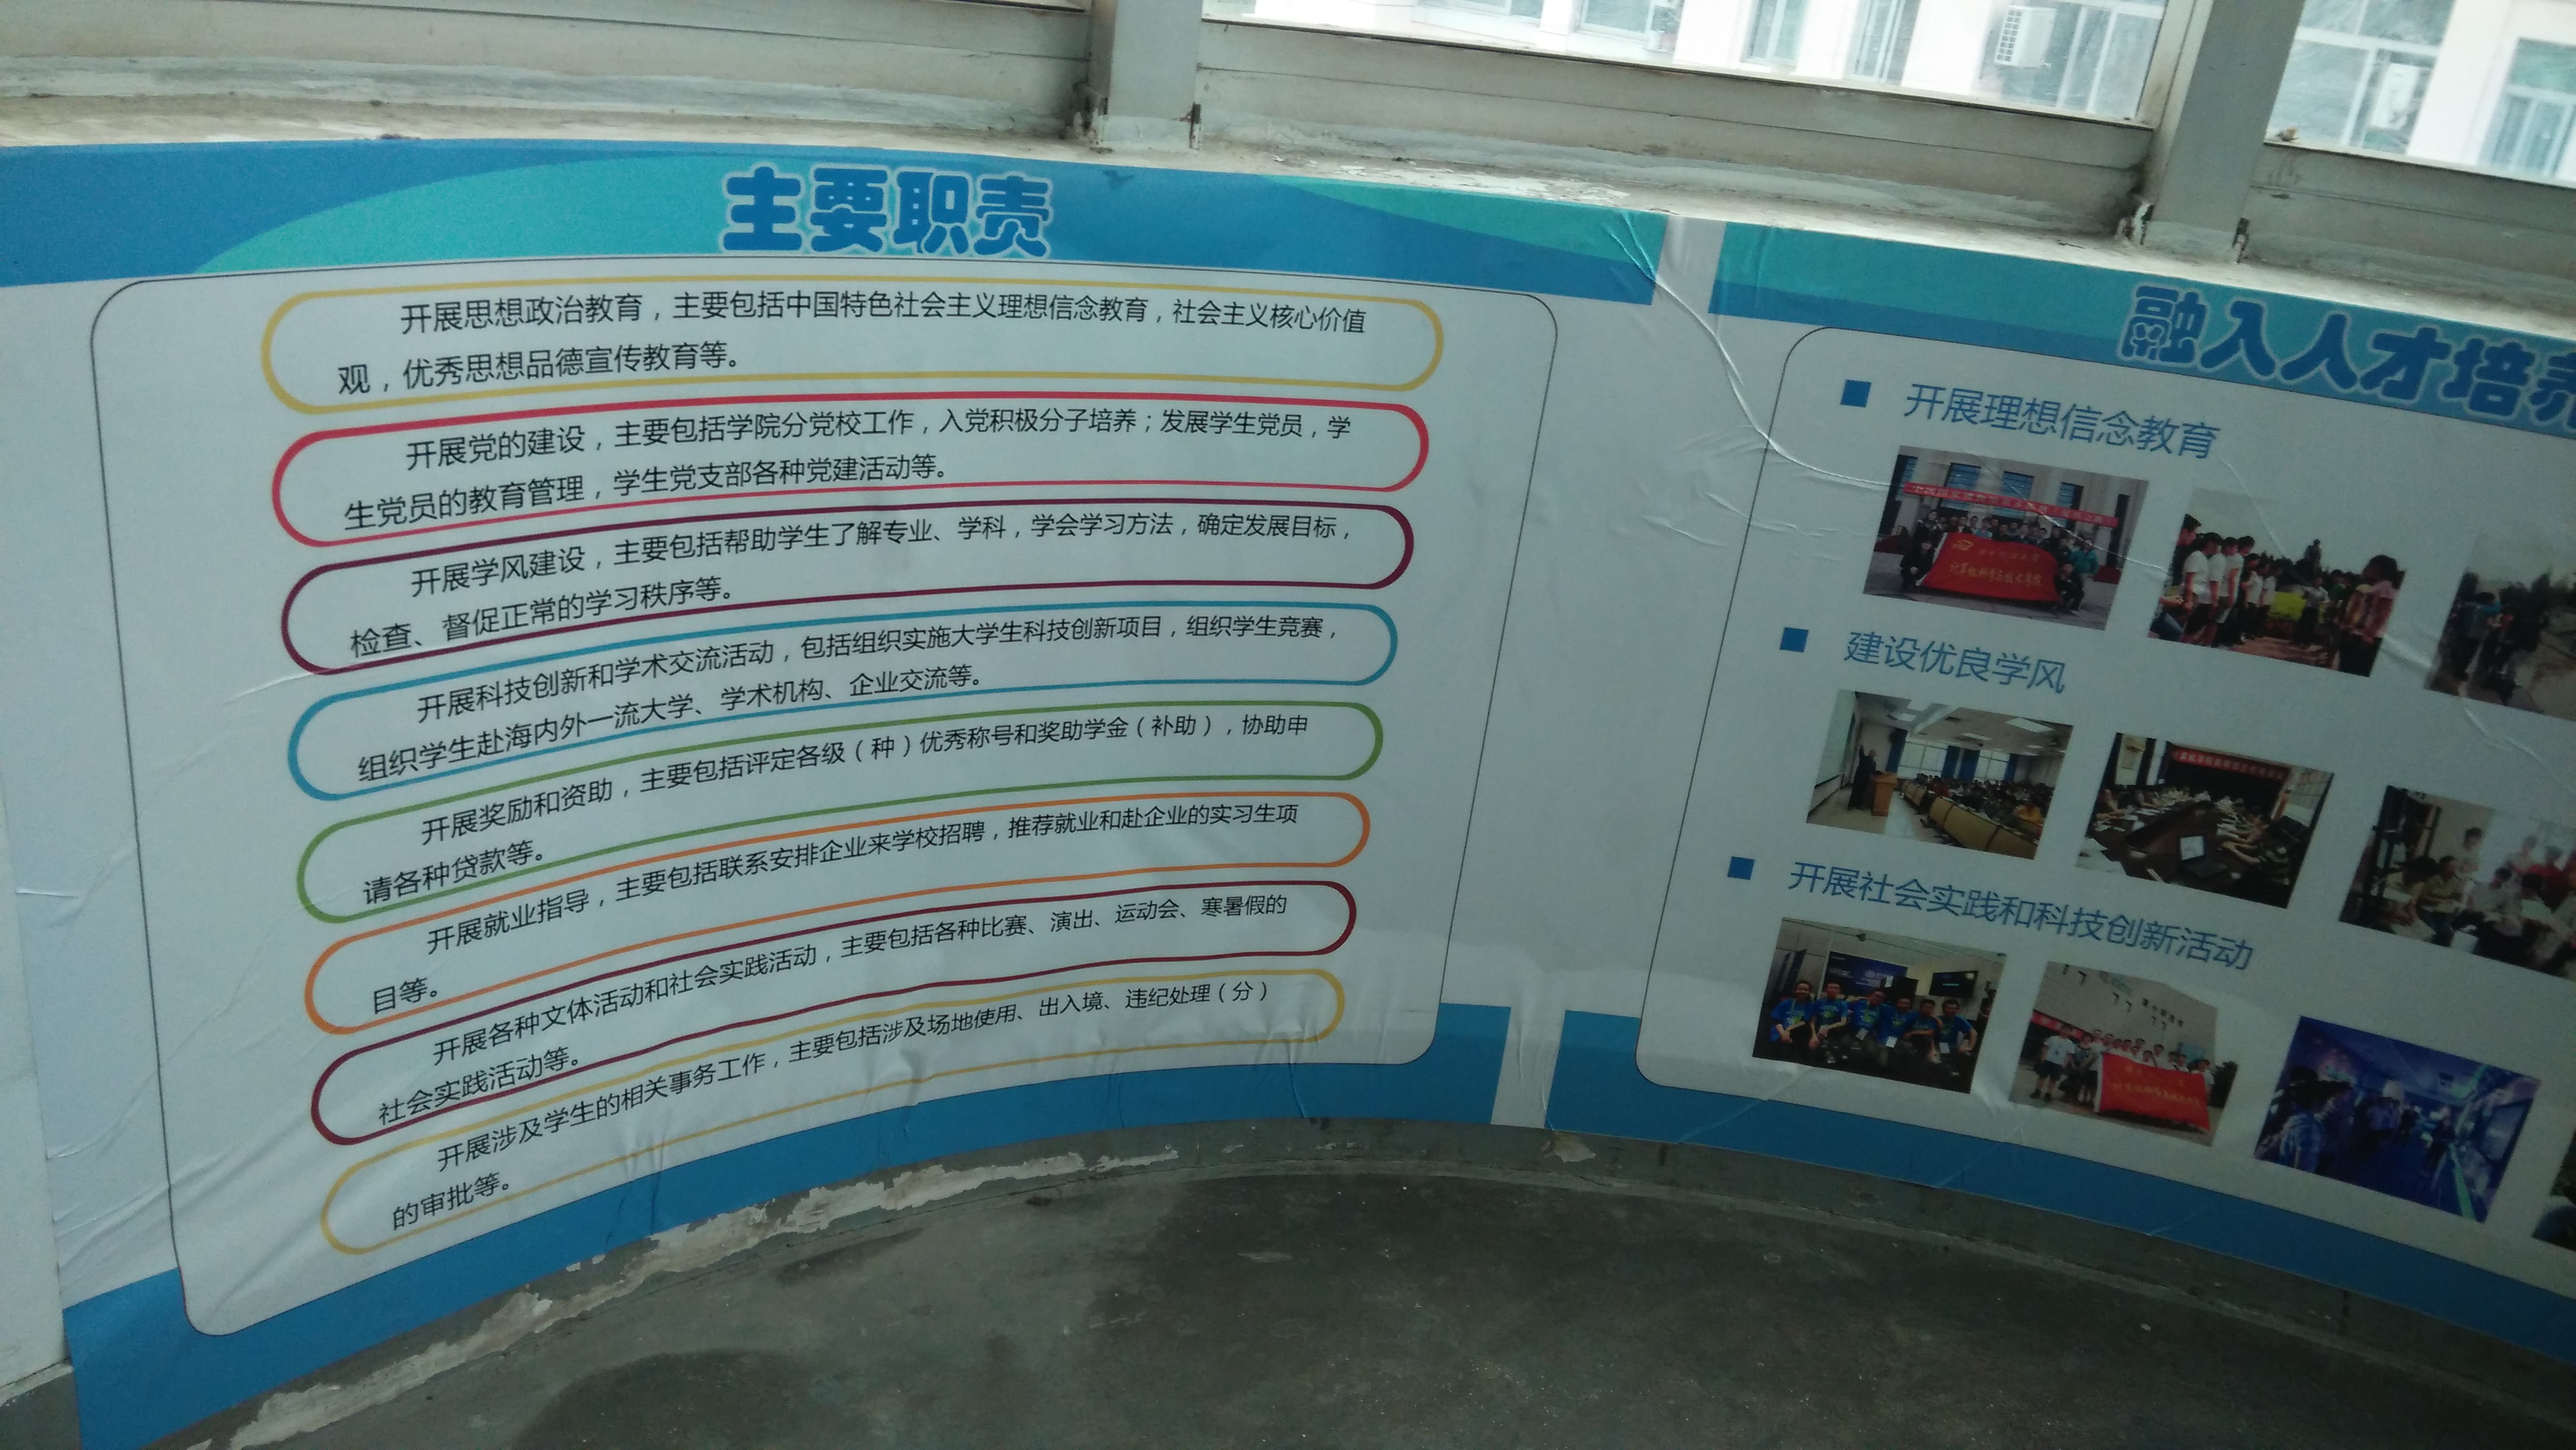 主要职责
开展思想政治教育，主要包括中国特色社会主义理想信念教育，社会主义核心价值
观，优秀思想品德宣传教育等。
开展党的建设，主要包括学院分党校工作，入党积极分子培养；发展学生党员，学
生党员的教育管理，学生党支部各种党建活动等。
开展学风建设，主要包括帮助学生了解专业、学科，学会学习方法，确定发展目标，
检查、督促正常的学习秩序等。
开展科技创新和学术交流活动，包括组织实施大学生科技创新项目，组织学生竞赛，
组织学生赴海内外一流大学、学术机构、企业交流等。
开展奖励和资助，主要包括评定各级（种）优秀称号和奖助学金（补助），协助申
请各种贷款等。
开展就业指导，主要包括联系安排企业来学校招聘，推荐就业和赴企业的实习生项
目等。
开展各种文体活动和社会实践活动，主要包括各种比赛、演出、运动会、寒暑假的
社会实践活动等。
开展涉及学生的相关事务工作，主要包括涉及场地使用、出入境、违纪处理（分）
的审批等。
融入人才培养
开展理想信念教育
计算机科学与技术学院
建设优良学风
开展社会实践和科技创新活动